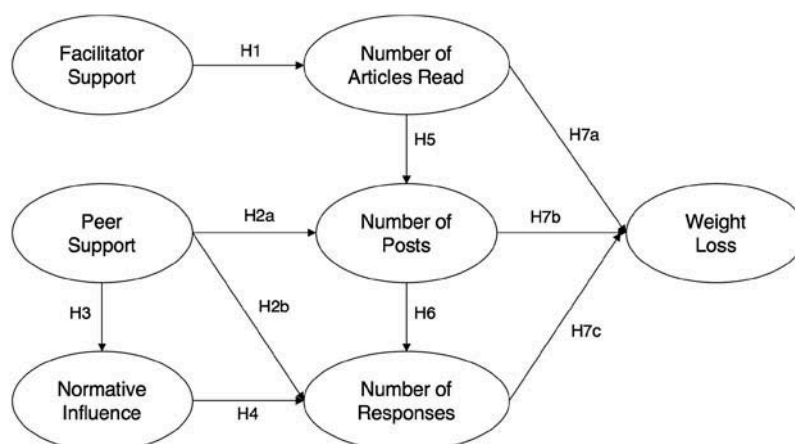 Facilitator
Support
H1
Number of
Articles Read
H5
H7a
Peer
Support
H2a
Number of
Posts
H7b
Weight
Loss
H3
H2b
H6
H7c
Normative
Influence
H4
Number of
Responses